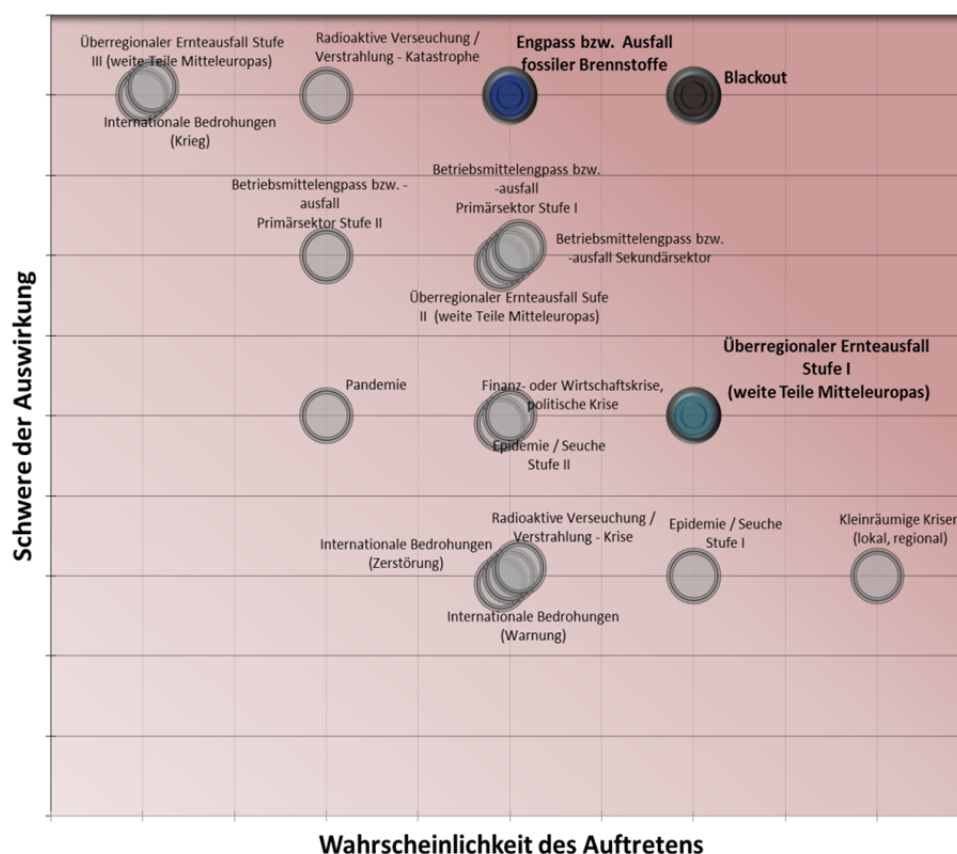 Überregionaler Ernteausfall Stufe
III (weite Teile Mitteleuropas)
Internationale Bedrohungen
(Krieg)
Radioaktive Verseuchung /
Verstrahlung - Katastrophe
Engpass bzw. Ausfall
fossiler Brennstoffe
Blackout
Betriebsmittelengpass bzw. -
ausfall
Primärsektor Stufe II
Betriebsmittelengpass bzw.
-ausfall
Primärsektor Stufe I
Betriebsmittelengpass bzw.
-ausfall Sekundärsektor
Überregionaler Ernteausfall Sufe
II (weite Teile Mitteleuropas)
Überregionaler Ernteausfall
Stufe I
(weite Teile Mitteleuropas)
Pandemie
Finanz- oder Wirtschaftskrise,
politische Krise
Epidemie / Seuche
Stufe II
Radioaktive Verseuchung /
Verstrahlung - Krise
Internationale Bedrohungen
(Zerstörung)
Internationale Bedrohungen
(Warnung)
Epidemie / Seuche
Stufe I
Kleinräumige Krisen
(lokal, regional)
Schwere der Auswirkung
Wahrscheinlichkeit des Auftretens